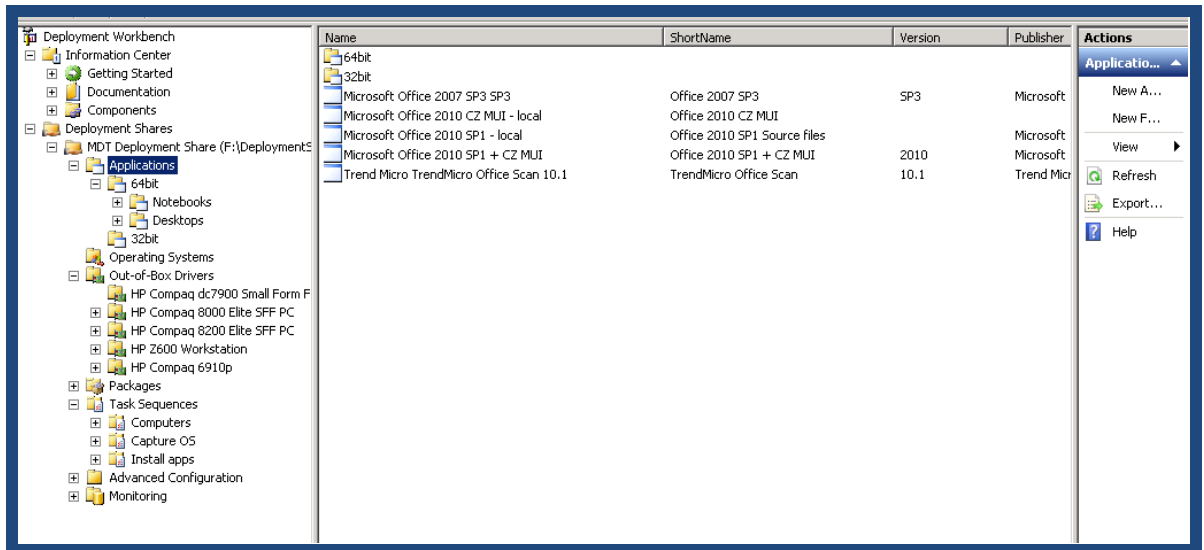 Deployment Workbench
Information Center
Getting Started
Documentation
Components
Deployment Shares
MDT Deployment Share (F:\DeploymentS
Applications
64bit
Notebooks
Desktops
32bit
Operating Systems
Out-of-Box Drivers
HP Compaq dc7900 Small Form F
HP Compaq 8000 Elite SFF PC
HP Compaq 8200 Elite SFF PC
HP Z600 Workstation
HP Compaq 6910p
Packages
Task Sequences
Computers
Capture OS
Install apps
Advanced Configuration
Monitoring
Name ShortName Version Publisher
64bit
32bit
Microsoft Office 2007 SP3 SP3 Office 2007 SP3 SP3 Microsoft
Microsoft Office 2010 CZ MUI - local Office 2010 CZ MUI
Microsoft Office 2010 SP1 - local Office 2010 SP1 Source files Microsoft
Microsoft Office 2010 SP1 + CZ MUI Office 2010 SP1 + CZ MUI 2010 Microsoft
Trend Micro TrendMicro Office Scan 10.1 TrendMicro Office Scan 10.1 Trend Micr
Actions
Applicatio...
New A...
New F...
View
Refresh
Export...
Help